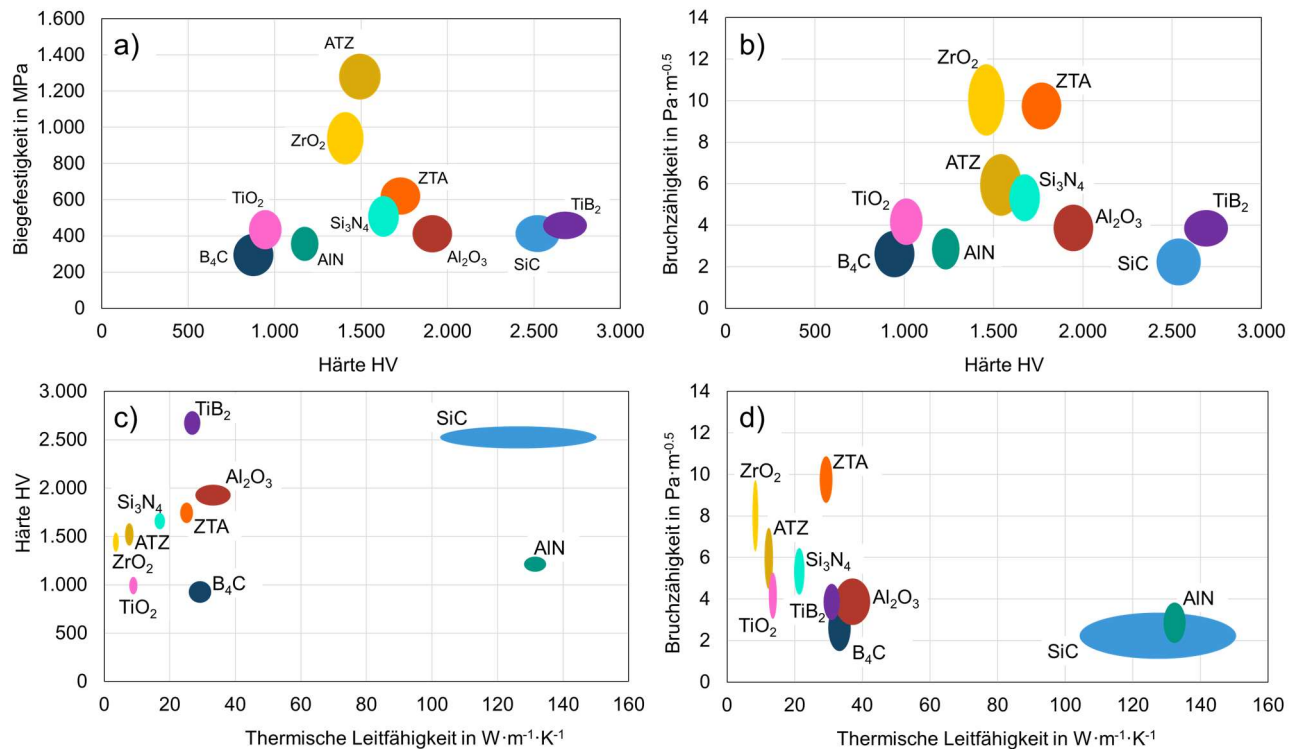 a)
Biegefestigkeit in MPa
1.600
1.400
1.200
1.000
800
600
400
200
0
ATZ
ZrO₂
ZTA
TiO₂
Si₃N₄
TiB₂
B₄C
AlN
Al₂O₃
SiC
0 500 1.000 1.500 2.000 2.500 3.000
Härte HV
b)
Bruchzähigkeit in Pa·m⁻⁰·⁵
14
12
10
8
6
4
2
0
ZrO₂
ZTA
ATZ
Si₃N₄
TiO₂
TiB₂
Al₂O₃
B₄C
AlN
SiC
0 500 1.000 1.500 2.000 2.500 3.000
Härte HV
c)
Härte HV
3.000
2.500
2.000
1.500
1.000
500
0
TiB₂
SiC
Al₂O₃
Si₃N₄
ZTA
ATZ
ZrO₂
AlN
B₄C
TiO₂
0 20 40 60 80 100 120 140 160
Thermische Leitfähigkeit in W·m⁻¹·K⁻¹
d)
Bruchzähigkeit in Pa·m⁻⁰·⁵
14
12
10
8
6
4
2
0
ZTA
ZrO₂
ATZ
Si₃N₄
Al₂O₃
TiB₂
AlN
TiO₂
B₄C
SiC
0 20 40 60 80 100 120 140 160
Thermische Leitfähigkeit in W·m⁻¹·K⁻¹